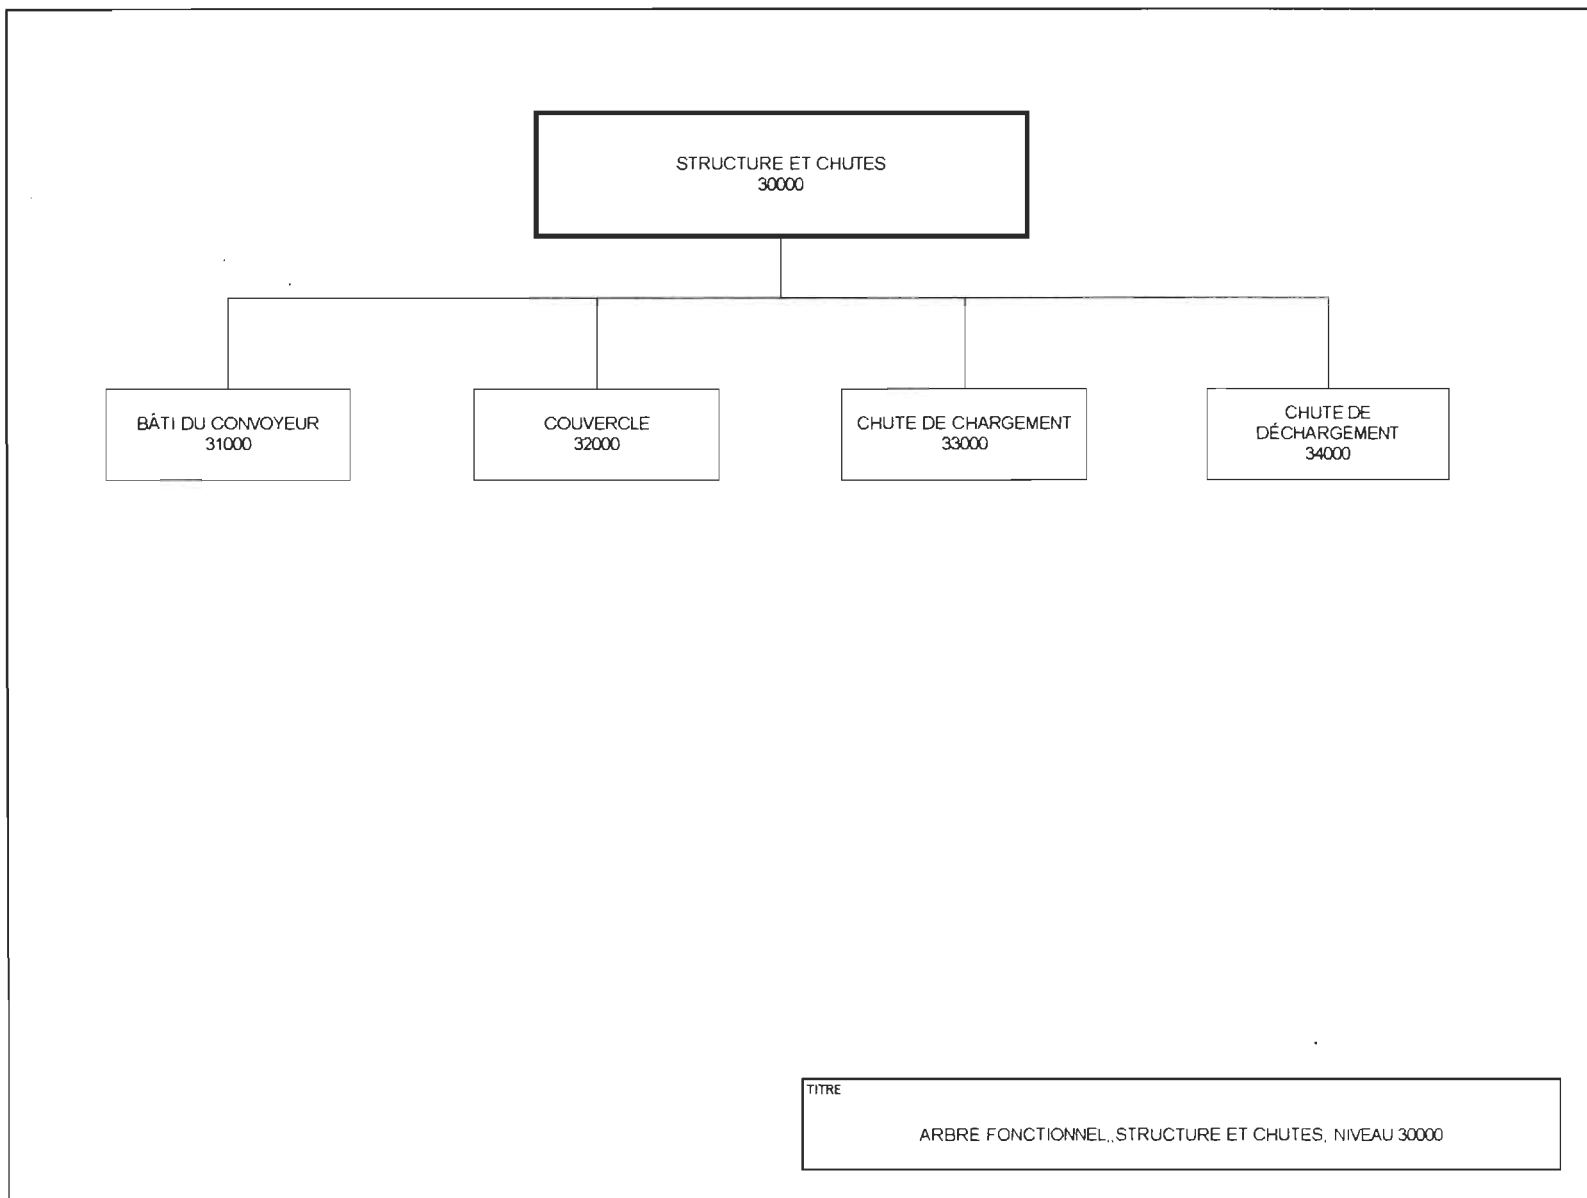 STRUCTURE ET CHUTES
30000
BÂTI DU CONVOYEUR
31000
COUVERCLE
32000
CHUTE DE CHARGEMENT
33000
CHUTE DE
DÉCHARGEMENT
34000
TITRE
ARBRE FONCTIONNEL,,STRUCTURE ET CHUTES, NIVEAU 30000